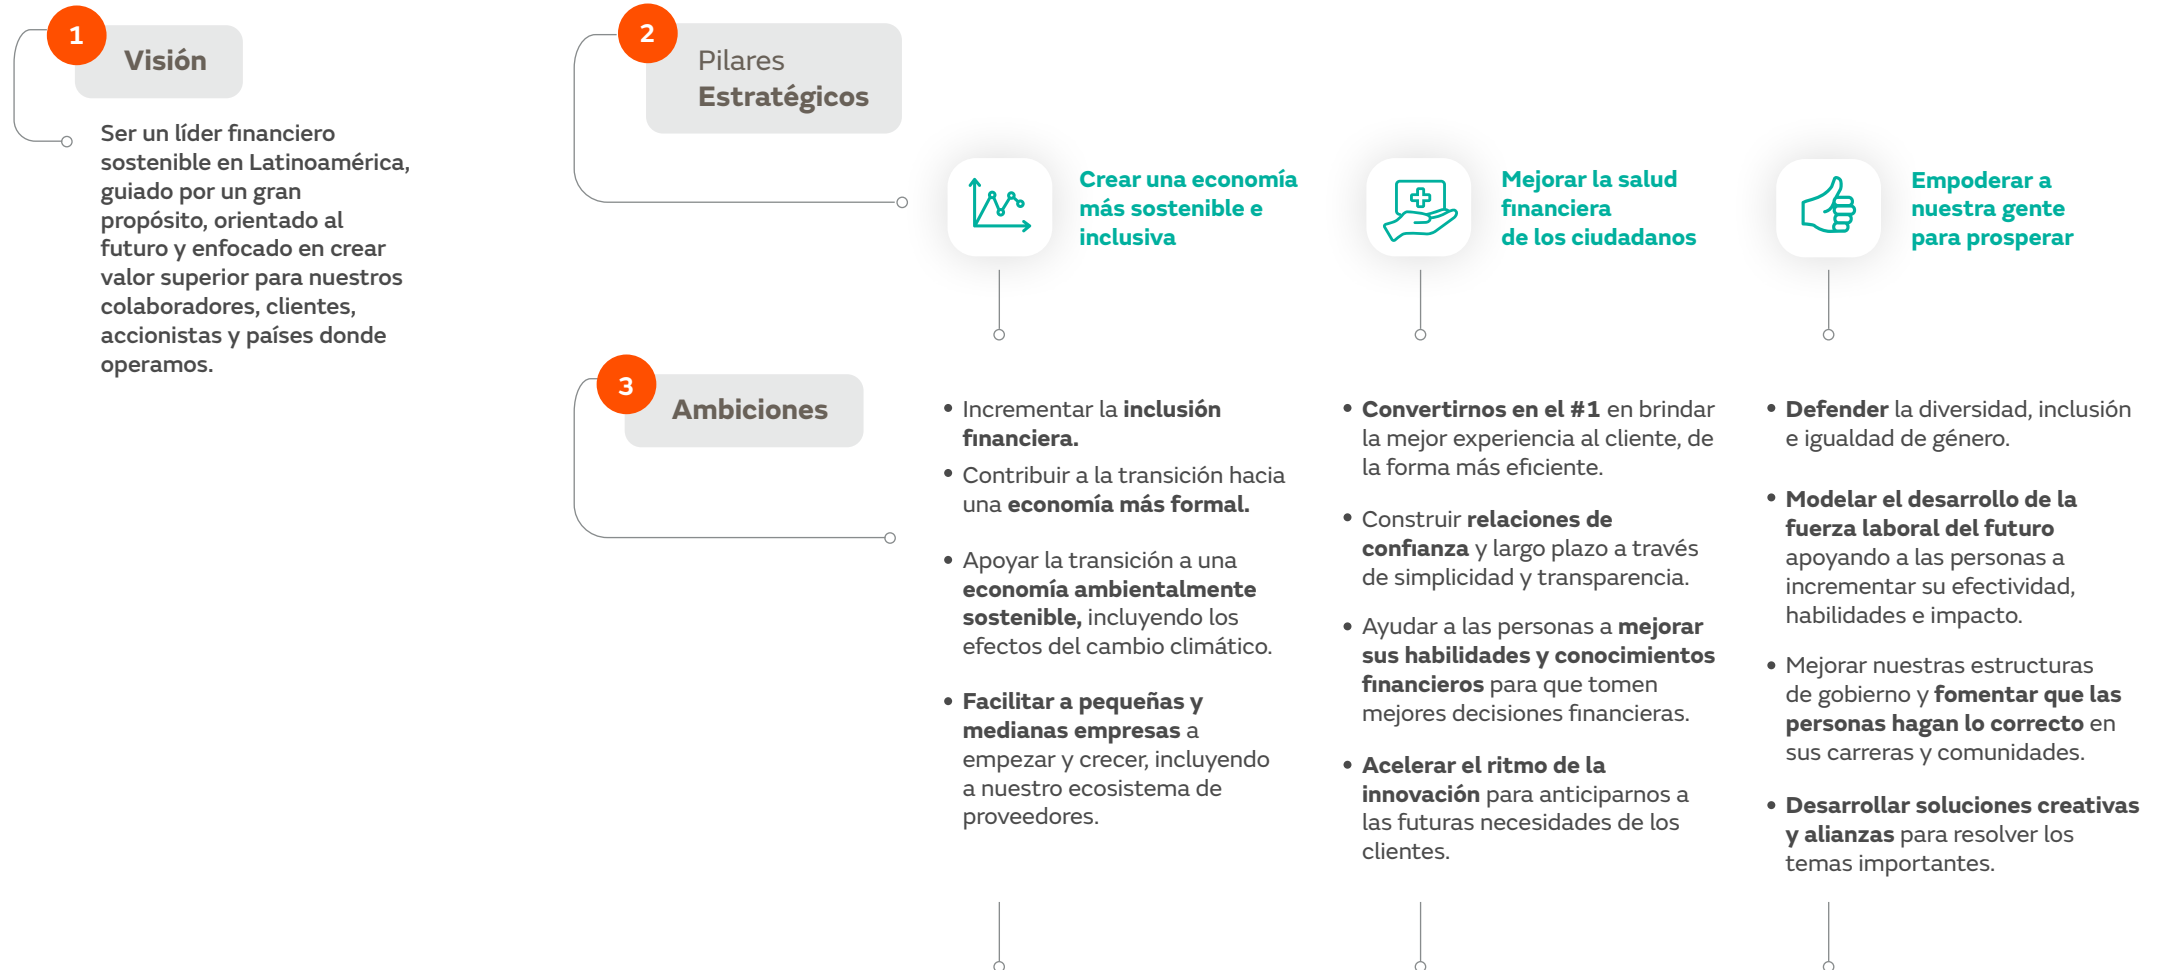 1
Visión
Ser un líder financiero
sostenible en Latinoamérica,
guiado por un gran
propósito, orientado al
futuro y enfocado en crear
valor superior para nuestros
colaboradores, clientes,
accionistas y países donde
operamos.
2
Pilares
Estratégicos
Crear una economía
más sostenible e
inclusiva
Mejorar la salud
financiera
de los ciudadanos
Empoderar a
nuestra gente
para prosperar
3
Ambiciones
• Incrementar la inclusión
financiera.
• Contribuir a la transición hacia
una economía más formal.
• Apoyar la transición a una
economía ambientalmente
sostenible, incluyendo los
efectos del cambio climático.
• Facilitar a pequeñas y
medianas empresas a
empezar y crecer, incluyendo
a nuestro ecosistema de
proveedores.
• Convertirnos en el #1 en brindar
la mejor experiencia al cliente, de
la forma más eficiente.
• Construir relaciones de
confianza y largo plazo a través
de simplicidad y transparencia.
• Ayudar a las personas a mejorar
sus habilidades y conocimientos
financieros para que tomen
mejores decisiones financieras.
• Acelerar el ritmo de la
innovación para anticiparnos a
las futuras necesidades de los
clientes.
• Defender la diversidad, inclusión
e igualdad de género.
• Modelar el desarrollo de la
fuerza laboral del futuro
apoyando a las personas a
incrementar su efectividad,
habilidades e impacto.
• Mejorar nuestras estructuras
de gobierno y fomentar que las
personas hagan lo correcto en
sus carreras y comunidades.
• Desarrollar soluciones creativas
y alianzas para resolver los
temas importantes.